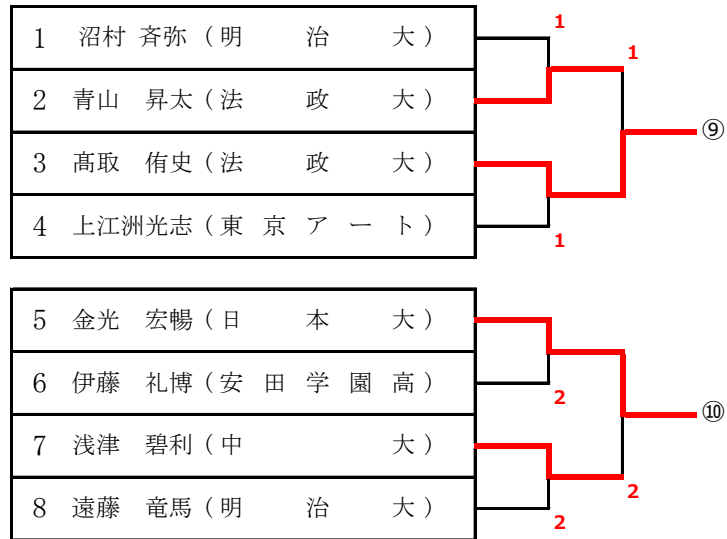 1 沼村 斉弥 (明 治 大)
1
1
2 青山 昇太 (法 政 大)
⑨
3 髙取 侑史 (法 政 大)
4 上江洲光志 (東 京 ア ー ト)
1
5 金光 宏暢 (日 本 大)
6 伊藤 礼博 (安 田 学 園 高)
2
⑩
7 浅津 碧利 (中 大)
2
8 遠藤 竜馬 (明 治 大)
2